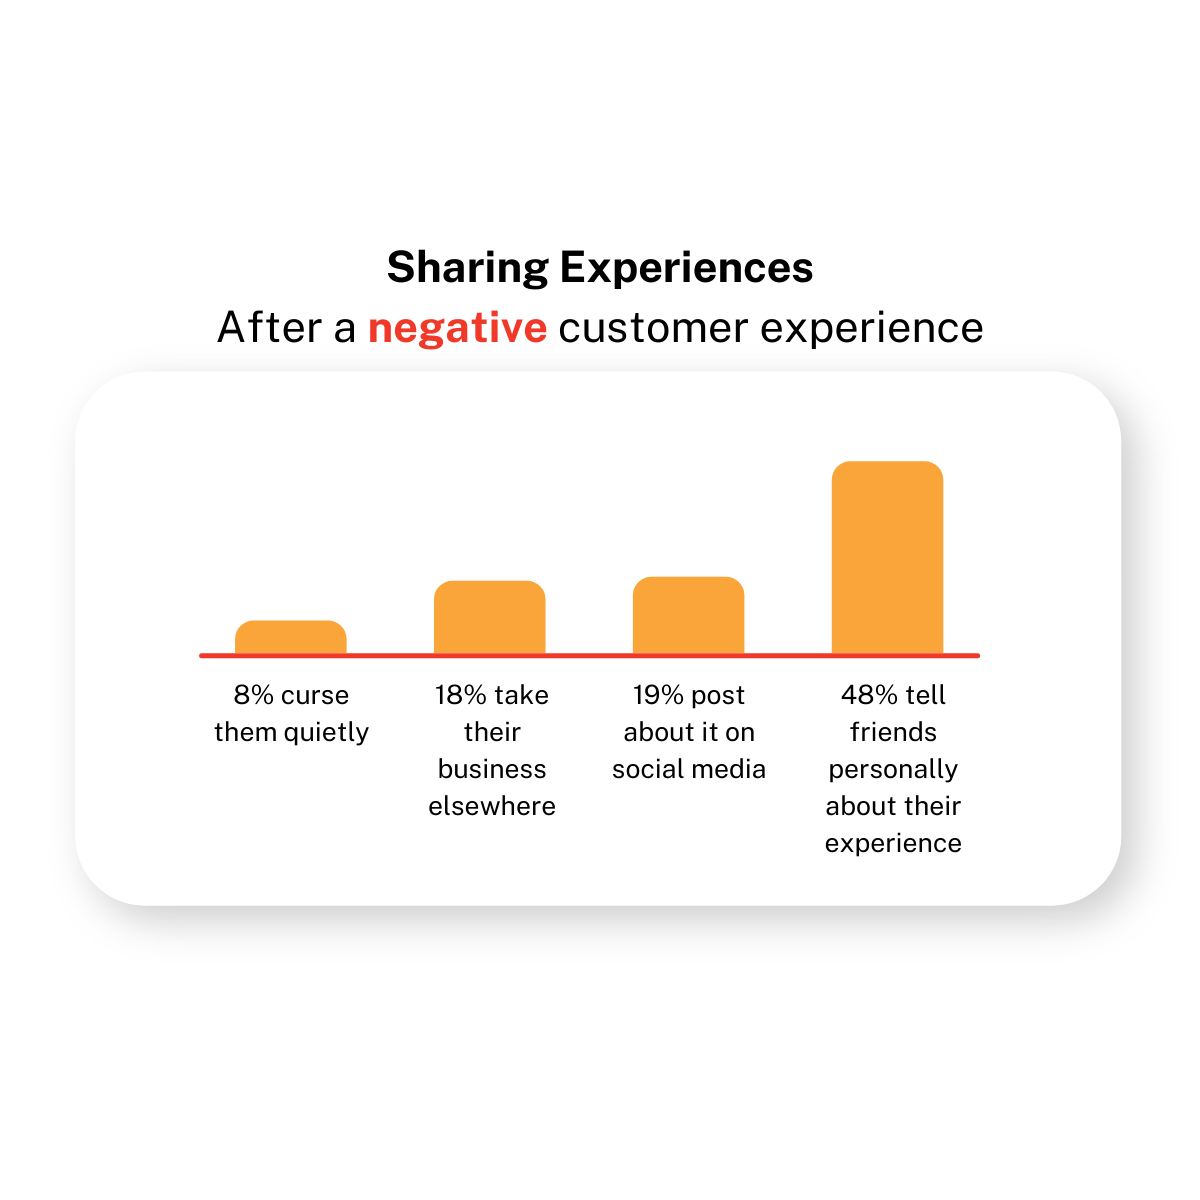 Sharing Experiences
After a negative customer experience
8% curse
them quietly
18% take
their
business
elsewhere
19% post
about it on
social media
48% tell
friends
personally
about their
experience